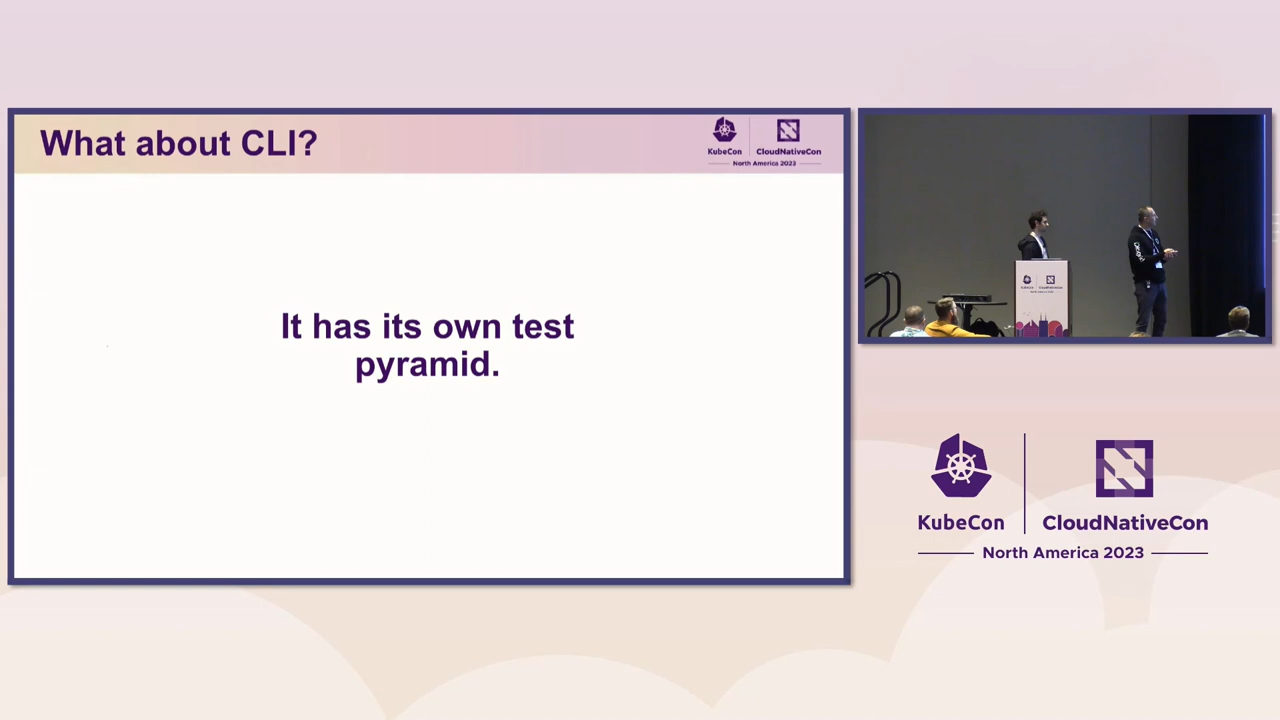 What about CLI?
KubeCon
CloudNativeCon
North America 2023
It has its own test
pyramid.
KubeCon
CloudNativeCon
North America 2023